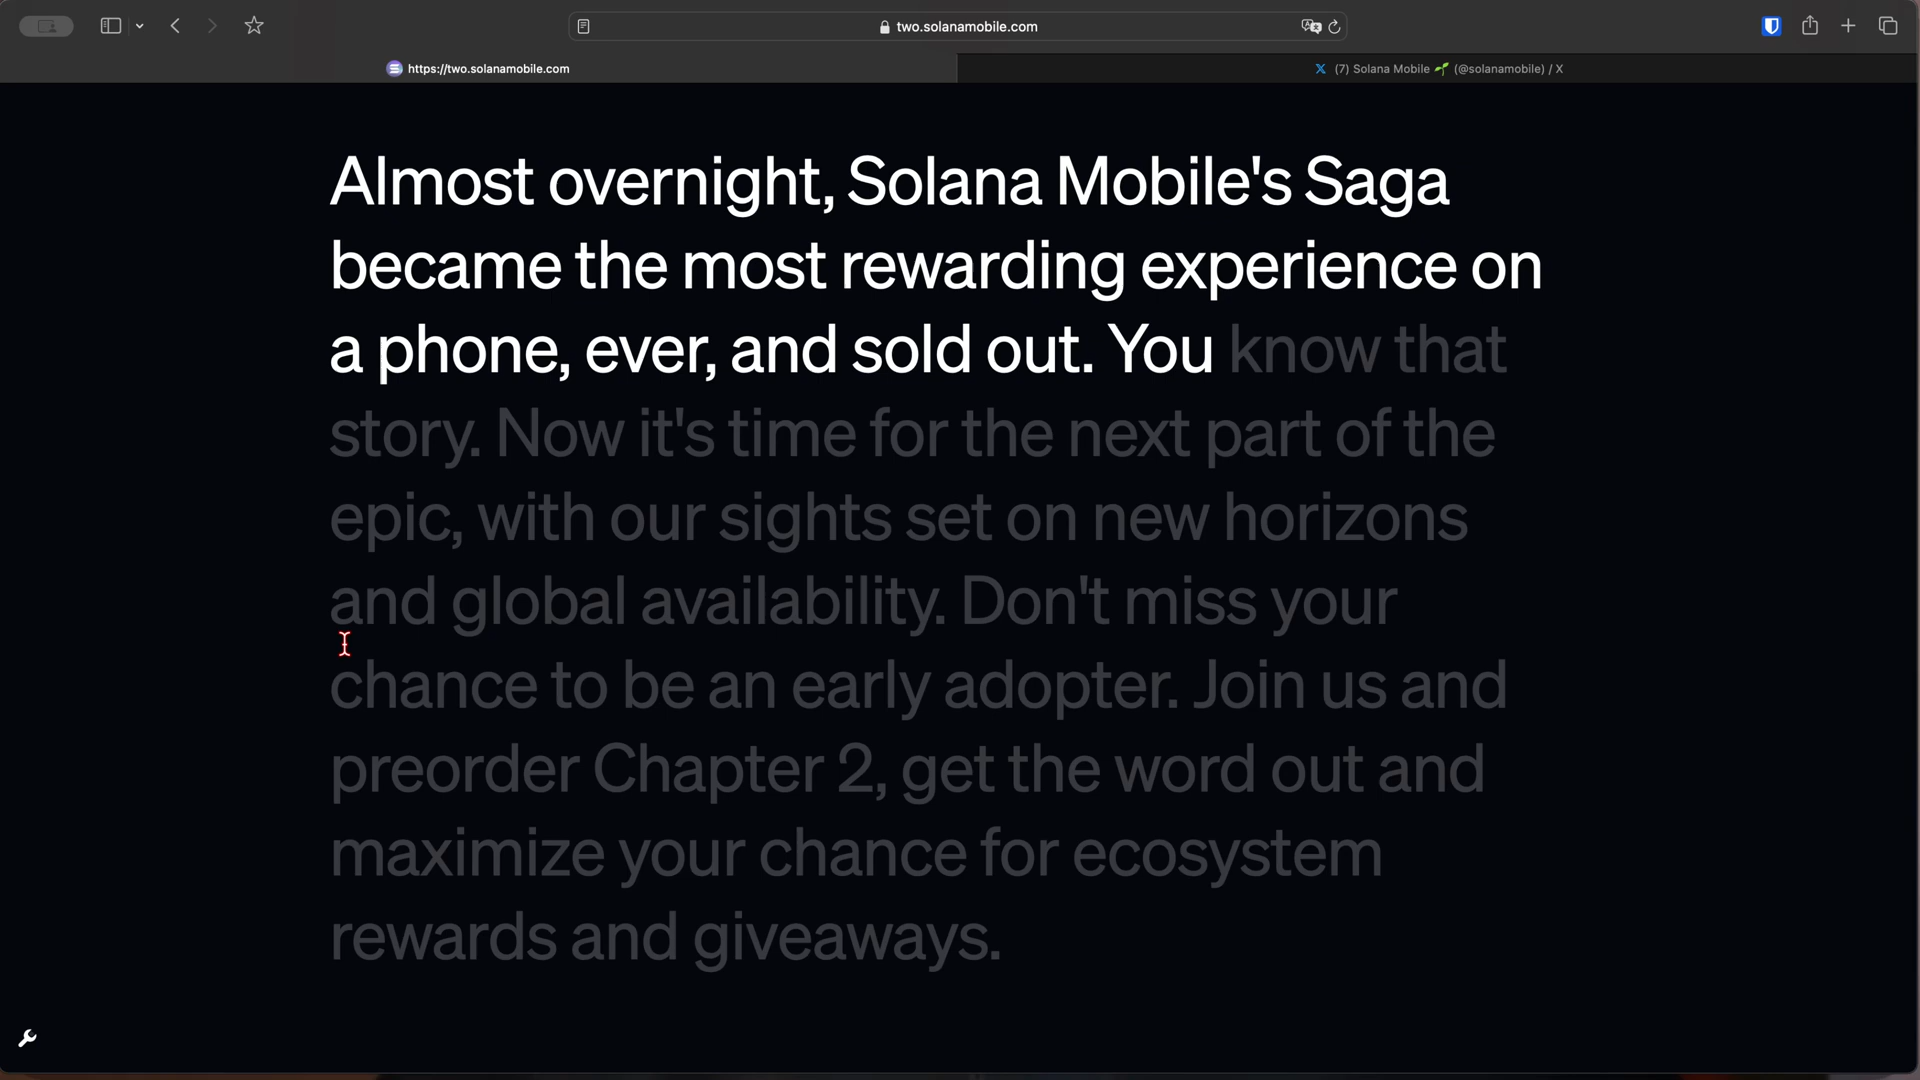 two.solanamobile.com
https://two.solanamobile.com
(7) Solana Mobile 🌱 (@solanamobile) / X
Almost overnight, Solana Mobile's Saga
became the most rewarding experience on
a phone, ever, and sold out. You know that
story. Now it's time for the next part of the
epic, with our sights set on new horizons
and global availability. Don't miss your
chance to be an early adopter. Join us and
preorder Chapter 2, get the word out and
maximize your chance for ecosystem
rewards and giveaways.